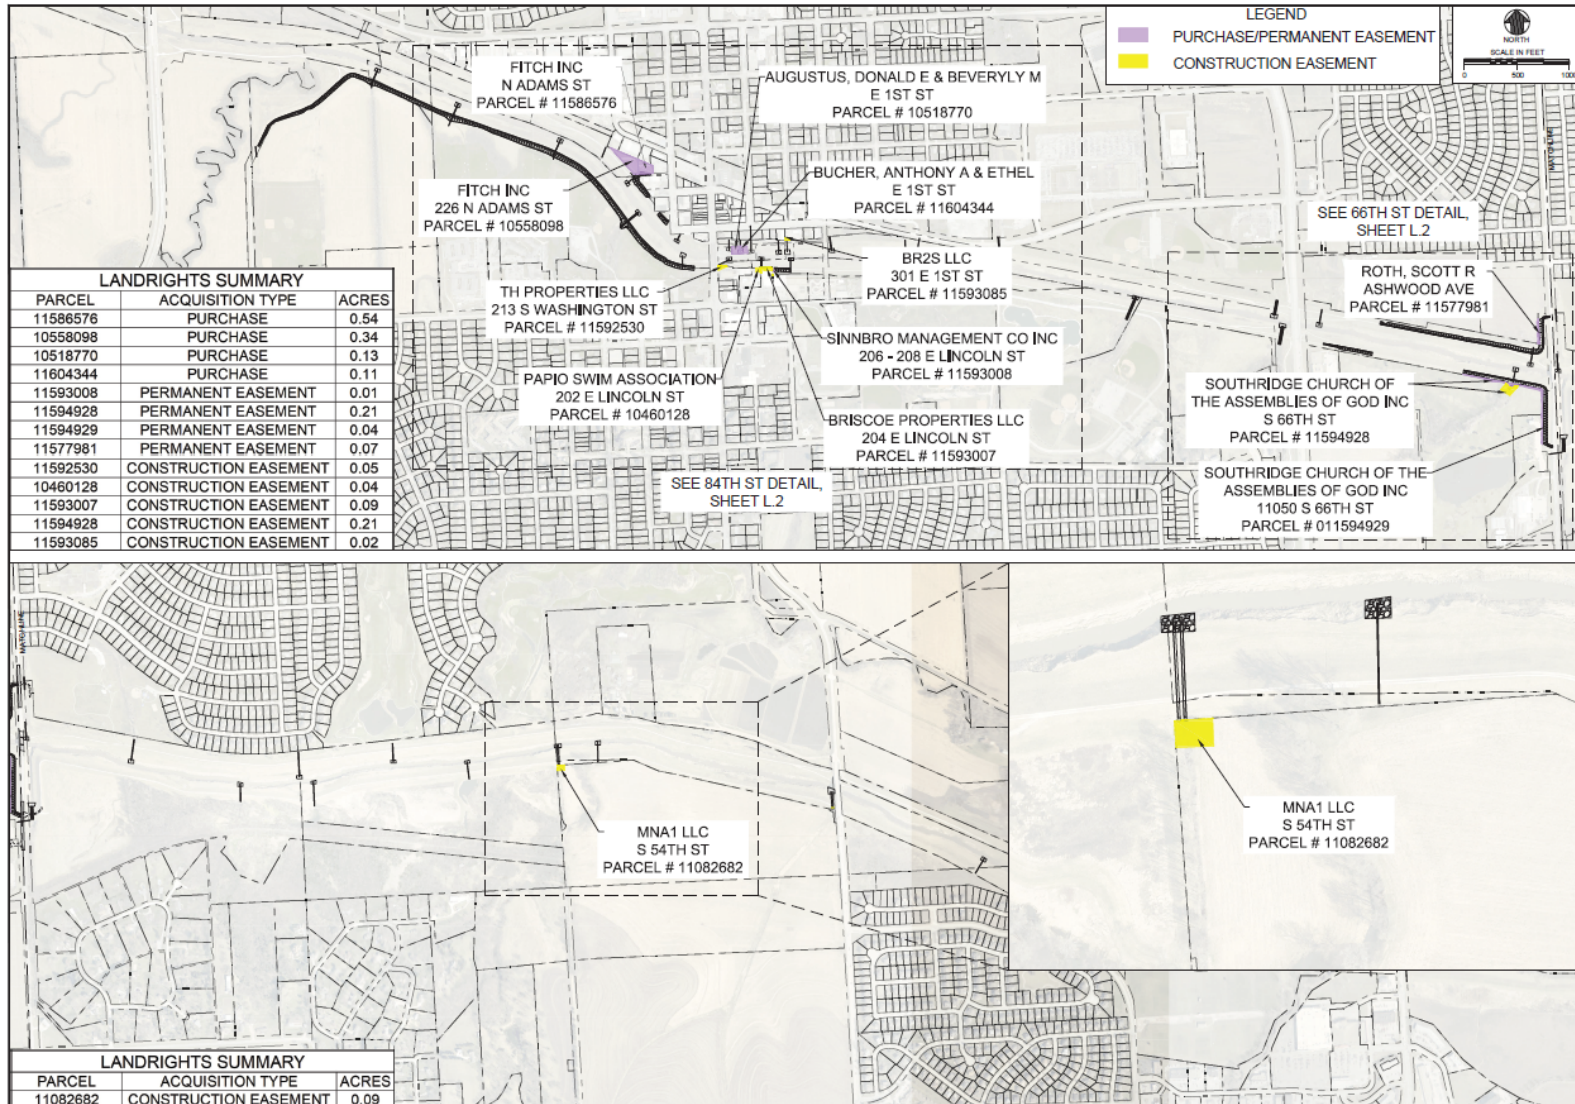 LEGEND
PURCHASE/PERMANENT EASEMENT
CONSTRUCTION EASEMENT
NORTH
SCALE IN FEET
0 500 1000
FITCH INC
N ADAMS ST
PARCEL # 11586576
AUGUSTUS, DONALD E & BEVERYLY M
E 1ST ST
PARCEL # 10518770
BUCHER, ANTHONY A & ETHEL
E 1ST ST
PARCEL # 11604344
FITCH INC
226 N ADAMS ST
PARCEL # 10558098
BR2S LLC
301 E 1ST ST
PARCEL # 11593085
TH PROPERTIES LLC
213 S WASHINGTON ST
PARCEL # 11592530
SINNBRO MANAGEMENT CO INC
206 - 208 E LINCOLN ST
PARCEL # 11593008
PAPIO SWIM ASSOCIATION
202 E LINCOLN ST
PARCEL # 10460128
BRISCOE PROPERTIES LLC
204 E LINCOLN ST
PARCEL # 11593007
SEE 84TH ST DETAIL,
SHEET L.2
SEE 66TH ST DETAIL,
SHEET L.2
MATCHLINE
ROTH, SCOTT R
ASHWOOD AVE
PARCEL # 11577981
SOUTHRIDGE CHURCH OF
THE ASSEMBLIES OF GOD INC
S 66TH ST
PARCEL # 11594928
SOUTHRIDGE CHURCH OF THE
ASSEMBLIES OF GOD INC
11050 S 66TH ST
PARCEL # 011594929
LANDRIGHTS SUMMARY
PARCEL ACQUISITION TYPE ACRES
11586576 PURCHASE 0.54
10558098 PURCHASE 0.34
10518770 PURCHASE 0.13
11604344 PURCHASE 0.11
11593008 PERMANENT EASEMENT 0.01
11594928 PERMANENT EASEMENT 0.21
11594929 PERMANENT EASEMENT 0.04
11577981 PERMANENT EASEMENT 0.07
11592530 CONSTRUCTION EASEMENT 0.05
10460128 CONSTRUCTION EASEMENT 0.04
11593007 CONSTRUCTION EASEMENT 0.09
11594928 CONSTRUCTION EASEMENT 0.21
11593085 CONSTRUCTION EASEMENT 0.02
MATCHLINE
MNA1 LLC
S 54TH ST
PARCEL # 11082682
MNA1 LLC
S 54TH ST
PARCEL # 11082682
LANDRIGHTS SUMMARY
PARCEL ACQUISITION TYPE ACRES
11082682 CONSTRUCTION EASEMENT 0.09